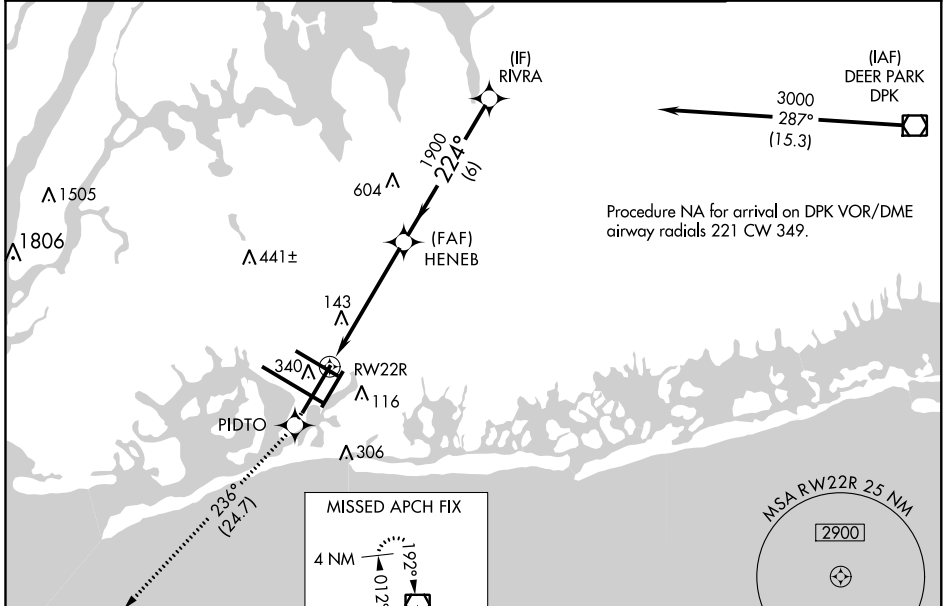 (IF)
RIVRA
(IAF)
DEER PARK
DPK
3000
287°
(15.3)
1900
224°
(6)
604
1505
Procedure NA for arrival on DPK VOR/DME
airway radials 221 CW 349.
1806
(FAF)
HENEB
441±
143
340
RW22R
116
PIDTO
306
236°
(24.7)
MISSED APCH FIX
4 NM
192°
012°
MSA RW22R 25 NM
2900